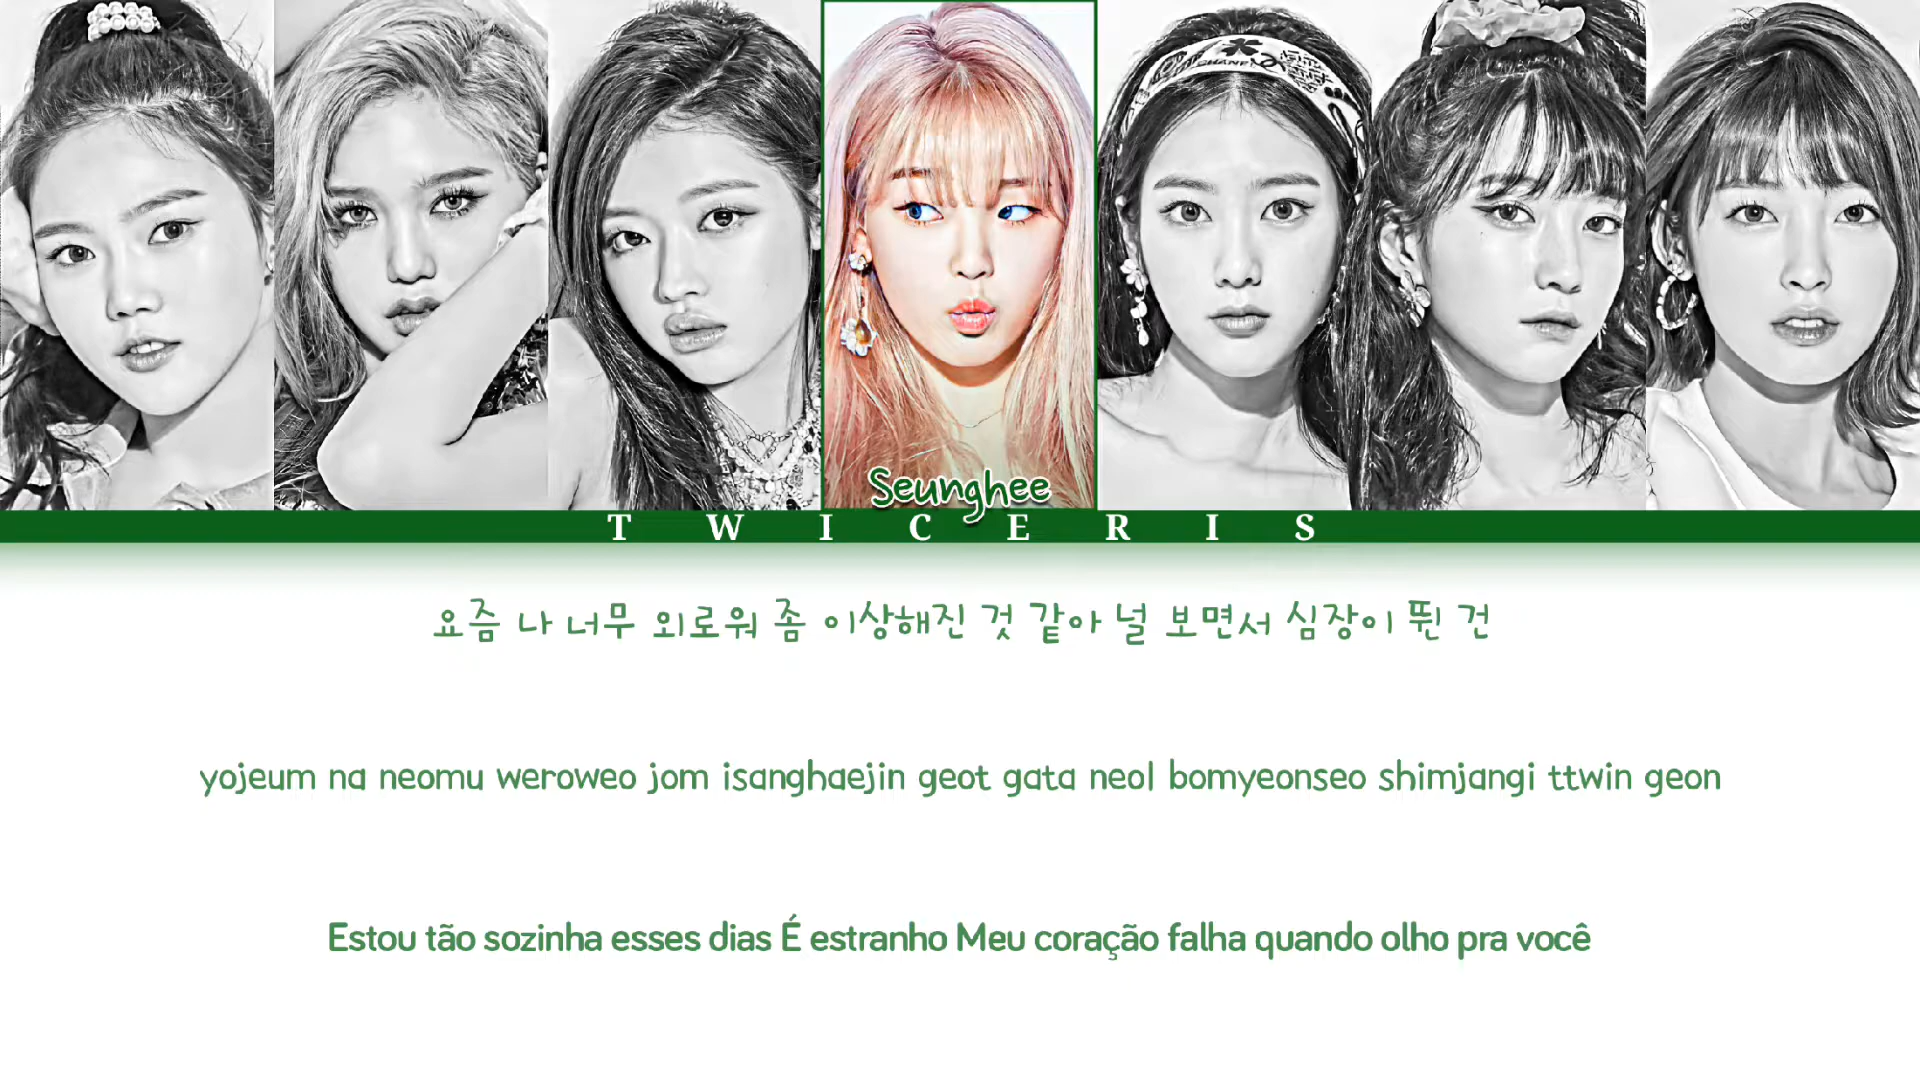 CHANEL
Seunghee
TWICERIS
요즘 나 너무 외로워 좀 이상해진 것 같아 널 보면서 심장이 뛴 건
yojeum na neomu weroweo jom isanghaejin geot gata neol bomyeonseo shimjangi ttwin geon
Estou tão sozinha esses dias É estranho Meu coração falha quando olho pra você